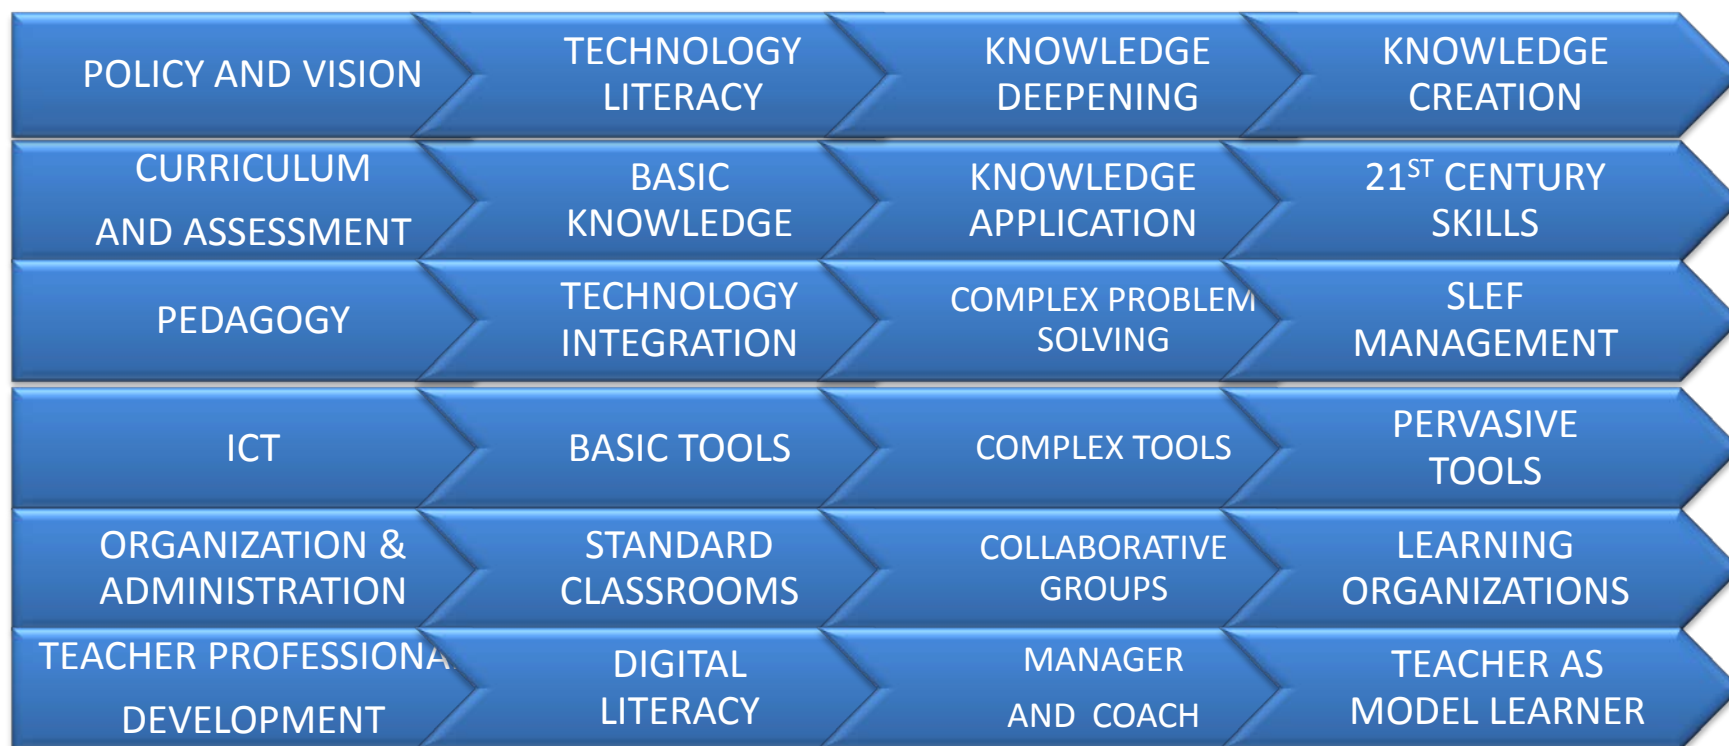 POLICY AND VISION
TECHNOLOGY
LITERACY
KNOWLEDGE
DEEPENING
KNOWLEDGE
CREATION
CURRICULUM
AND ASSESSMENT
BASIC
KNOWLEDGE
KNOWLEDGE
APPLICATION
21ST CENTURY
SKILLS
PEDAGOGY
TECHNOLOGY
INTEGRATION
COMPLEX PROBLEM
SOLVING
SLEF
MANAGEMENT
ICT
BASIC TOOLS
COMPLEX TOOLS
PERVASIVE
TOOLS
ORGANIZATION &
ADMINISTRATION
STANDARD
CLASSROOMS
COLLABORATIVE
GROUPS
LEARNING
ORGANIZATIONS
TEACHER PROFESSIONA
DEVELOPMENT
DIGITAL
LITERACY
MANAGER
AND COACH
TEACHER AS
MODEL LEARNER